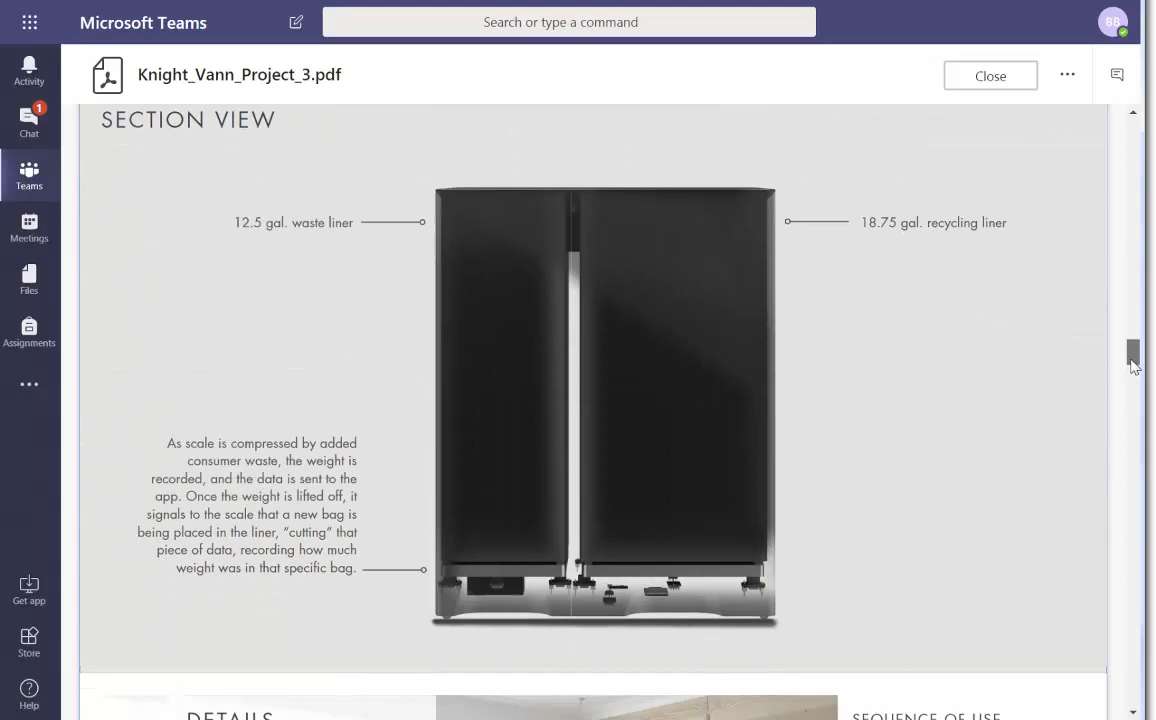 Microsoft Teams
Search or type a command
BB
Activity
Knight_Vann_Project_3.pdf
Close
1
Chat
Teams
Meetings
Files
Assignments
Get app
Store
Help
SECTION VIEW
12.5 gal. waste liner
18.75 gal. recycling liner
As scale is compressed by added
consumer waste, the weight is
recorded, and the data is sent to the
app. Once the weight is lifted off, it
signals to the scale that a new bag is
being placed in the liner, “cutting” that
piece of data, recording how much
weight was in that specific bag.
DETAILS
SEQUENCE OF USE